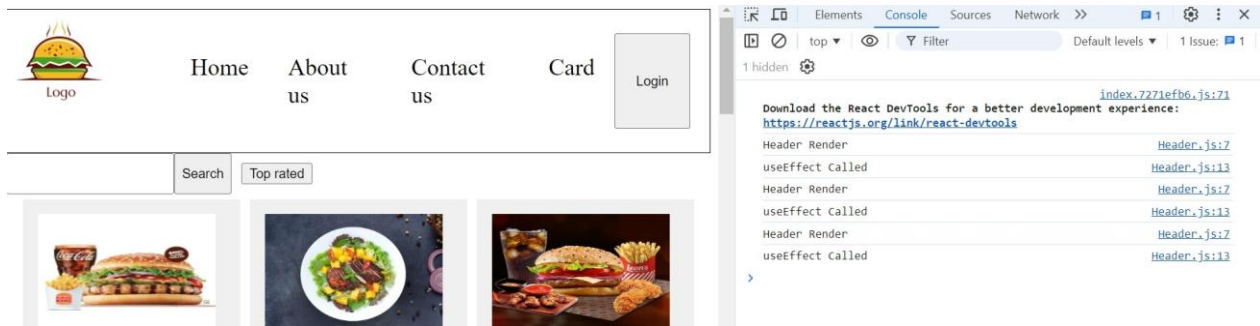 Logo
Home
About
us
Contact
us
Card
Login
Search
Top rated
Coca-Cola
Elements Console Sources Network 1
top Filter Default levels 1 Issue: 1
1 hidden
index.7271efb6.js:71
Download the React DevTools for a better development experience:
https://reactjs.org/link/react-devtools
Header Render Header.js:7
useEffect Called Header.js:13
Header Render Header.js:7
useEffect Called Header.js:13
Header Render Header.js:7
useEffect Called Header.js:13